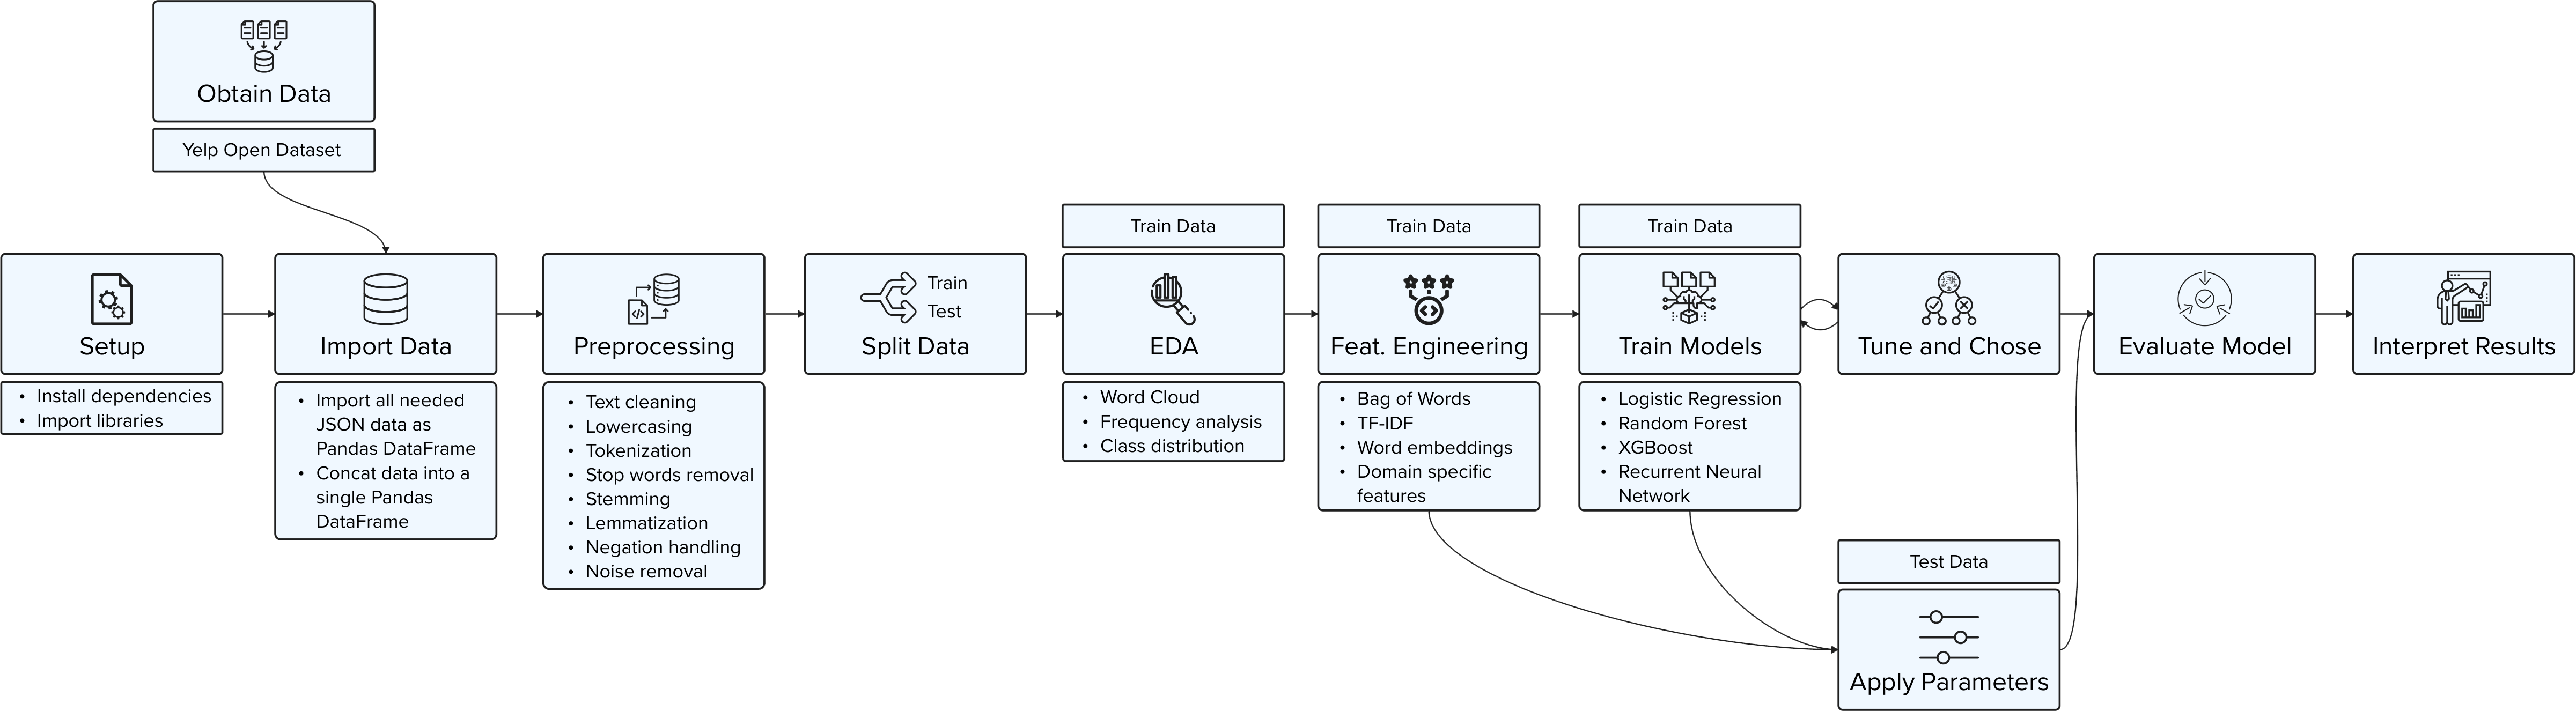 Obtain Data
Yelp Open Dataset
Setup
• Install dependencies
• Import libraries
Import Data
• Import all needed
JSON data as
Pandas DataFrame
• Concat data into a
single Pandas
DataFrame
Preprocessing
• Text cleaning
• Lowercasing
• Tokenization
• Stop words removal
• Stemming
• Lemmatization
• Negation handling
• Noise removal
Train
Test
Split Data
Train Data
EDA
• Word Cloud
• Frequency analysis
• Class distribution
Train Data
Feat. Engineering
• Bag of Words
• TF-IDF
• Word embeddings
• Domain specific
features
Train Data
Train Models
• Logistic Regression
• Random Forest
• XGBoost
• Recurrent Neural
Network
Tune and Chose
Test Data
Apply Parameters
Evaluate Model
Interpret Results